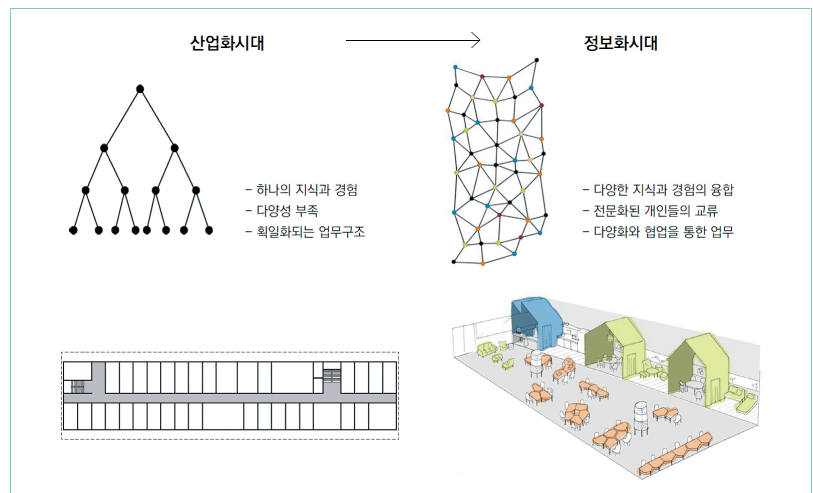 산업화시대
정보화시대
– 하나의 지식과 경험
– 다양성 부족
– 획일화되는 업무구조
– 다양한 지식과 경험의 융합
– 전문화된 개인들의 교류
– 다양화와 협업을 통한 업무